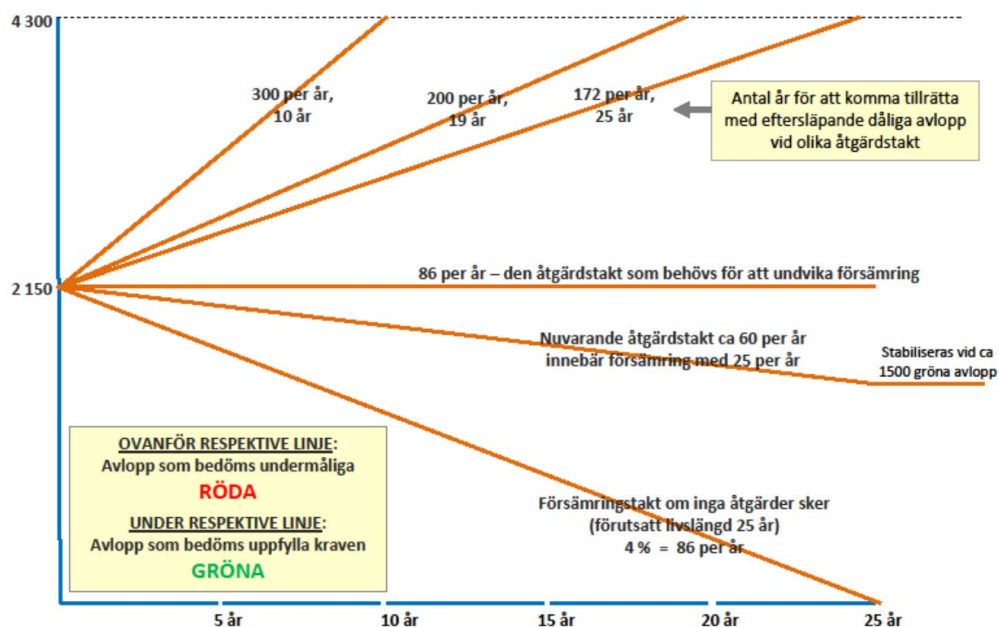 4 300
300 per år,
10 år
200 per år,
19 år
172 per år,
25 år
Antal år för att komma tillrätta
med eftersläpande dåliga avlopp
vid olika åtgärdstakt
86 per år – den åtgärdstakt som behövs för att undvika försämring
2 150
Nuvarande åtgärdstakt ca 60 per år
innebär försämring med 25 per år
Stabiliseras vid ca
1500 gröna avlopp
OVANFÖR RESPEKTIVE LINJE:
Avlopp som bedöms undermåliga
RÖDA
UNDER RESPEKTIVE LINJE:
Avlopp som bedöms uppfylla kraven
GRÖNA
Försämringstakt om inga åtgärder sker
(förutsatt livslängd 25 år)
4 % = 86 per år
5 år
10 år
15 år
20 år
25 år